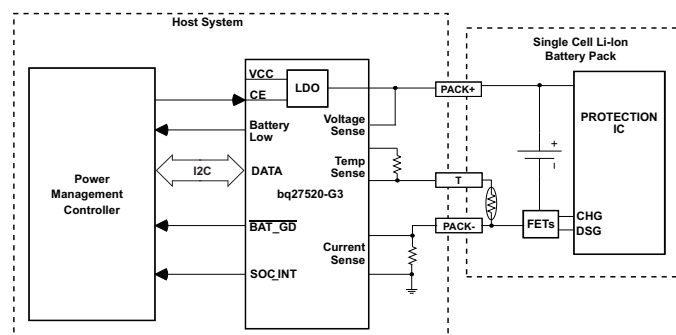 Host System
Single Cell Li-Ion
Battery Pack
VCC
LDO
CE
PACK+
Voltage
Sense
PROTECTION
IC
Battery
Low
Temp
Sense
I2C
DATA
bq27520-G3
T
Power
Management
Controller
+
BAT_GD
PACK-
FETs
CHG
DSG
Current
Sense
SOC_INT